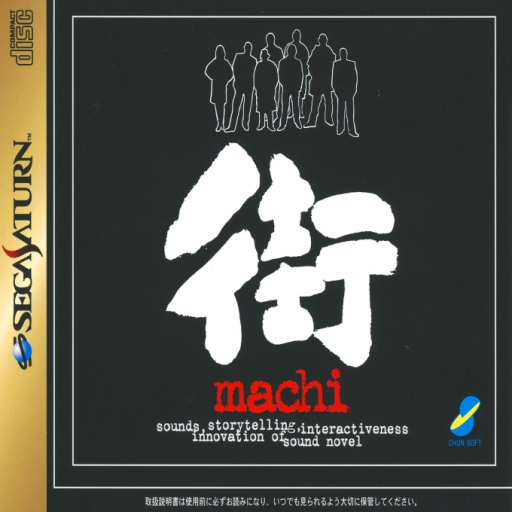 COMPACT
disc
SEGA SATURN™
街
machi
sounds, storytelling, interactiveness
innovation of sound novel
CHUN SOFT
取扱説明書は使用前に必ずお読みになり、いつでも見られるよう大切に保管してください。